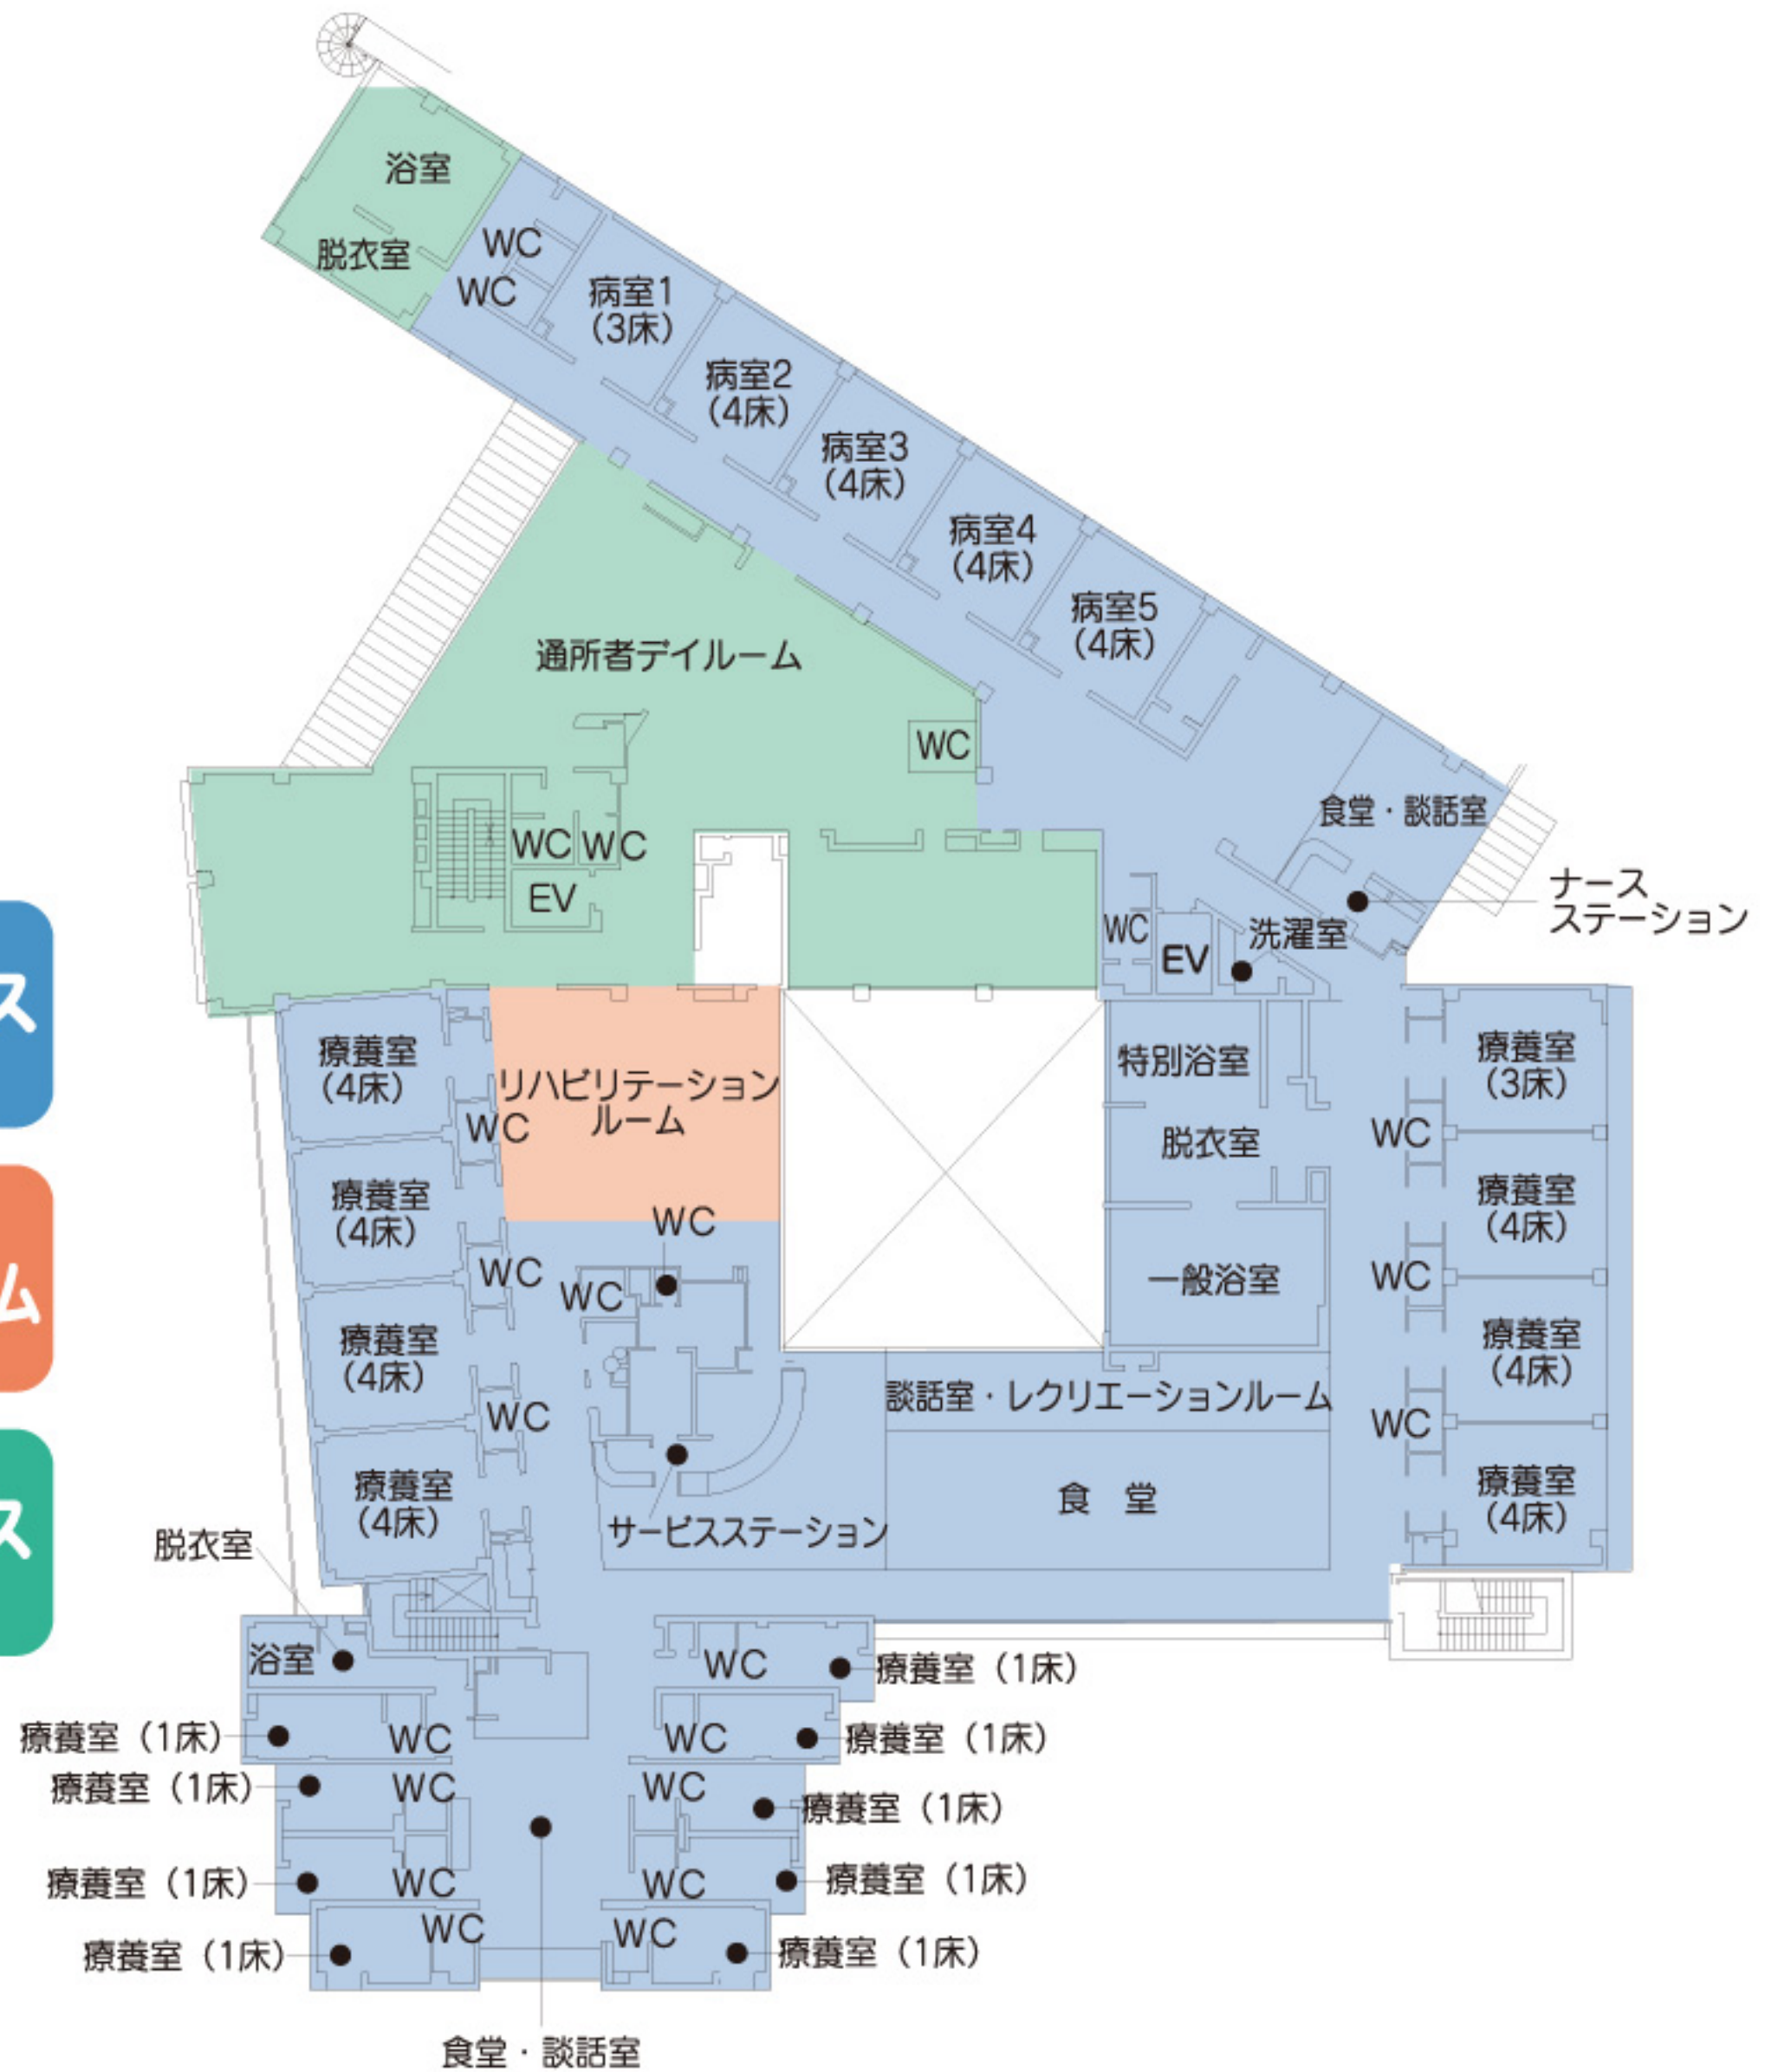 浴室
脱衣室
WC
WC
病室1
（3床）
病室2
（4床）
病室3
（4床）
病室4
（4床）
病室5
（4床）
通所者デイルーム
WC
WC
WC
EV
食堂・談話室
ナース
ステーション
WC
EV
洗濯室
ス
ム
ス
療養室
（4床）
WC
療養室
（4床）
WC
療養室
（4床）
WC
療養室
（4床）
リハビリテーション
ルーム
WC
WC
サービスステーション
特別浴室
脱衣室
一般浴室
談話室・レクリエーションルーム
食　堂
療養室
（3床）
WC
療養室
（4床）
WC
療養室
（4床）
WC
療養室
（4床）
脱衣室
浴室
WC
療養室（1床）
療養室（1床）
WC
WC
療養室（1床）
療養室（1床）
WC
WC
療養室（1床）
療養室（1床）
WC
WC
療養室（1床）
療養室（1床）
WC
WC
療養室（1床）
食堂・談話室